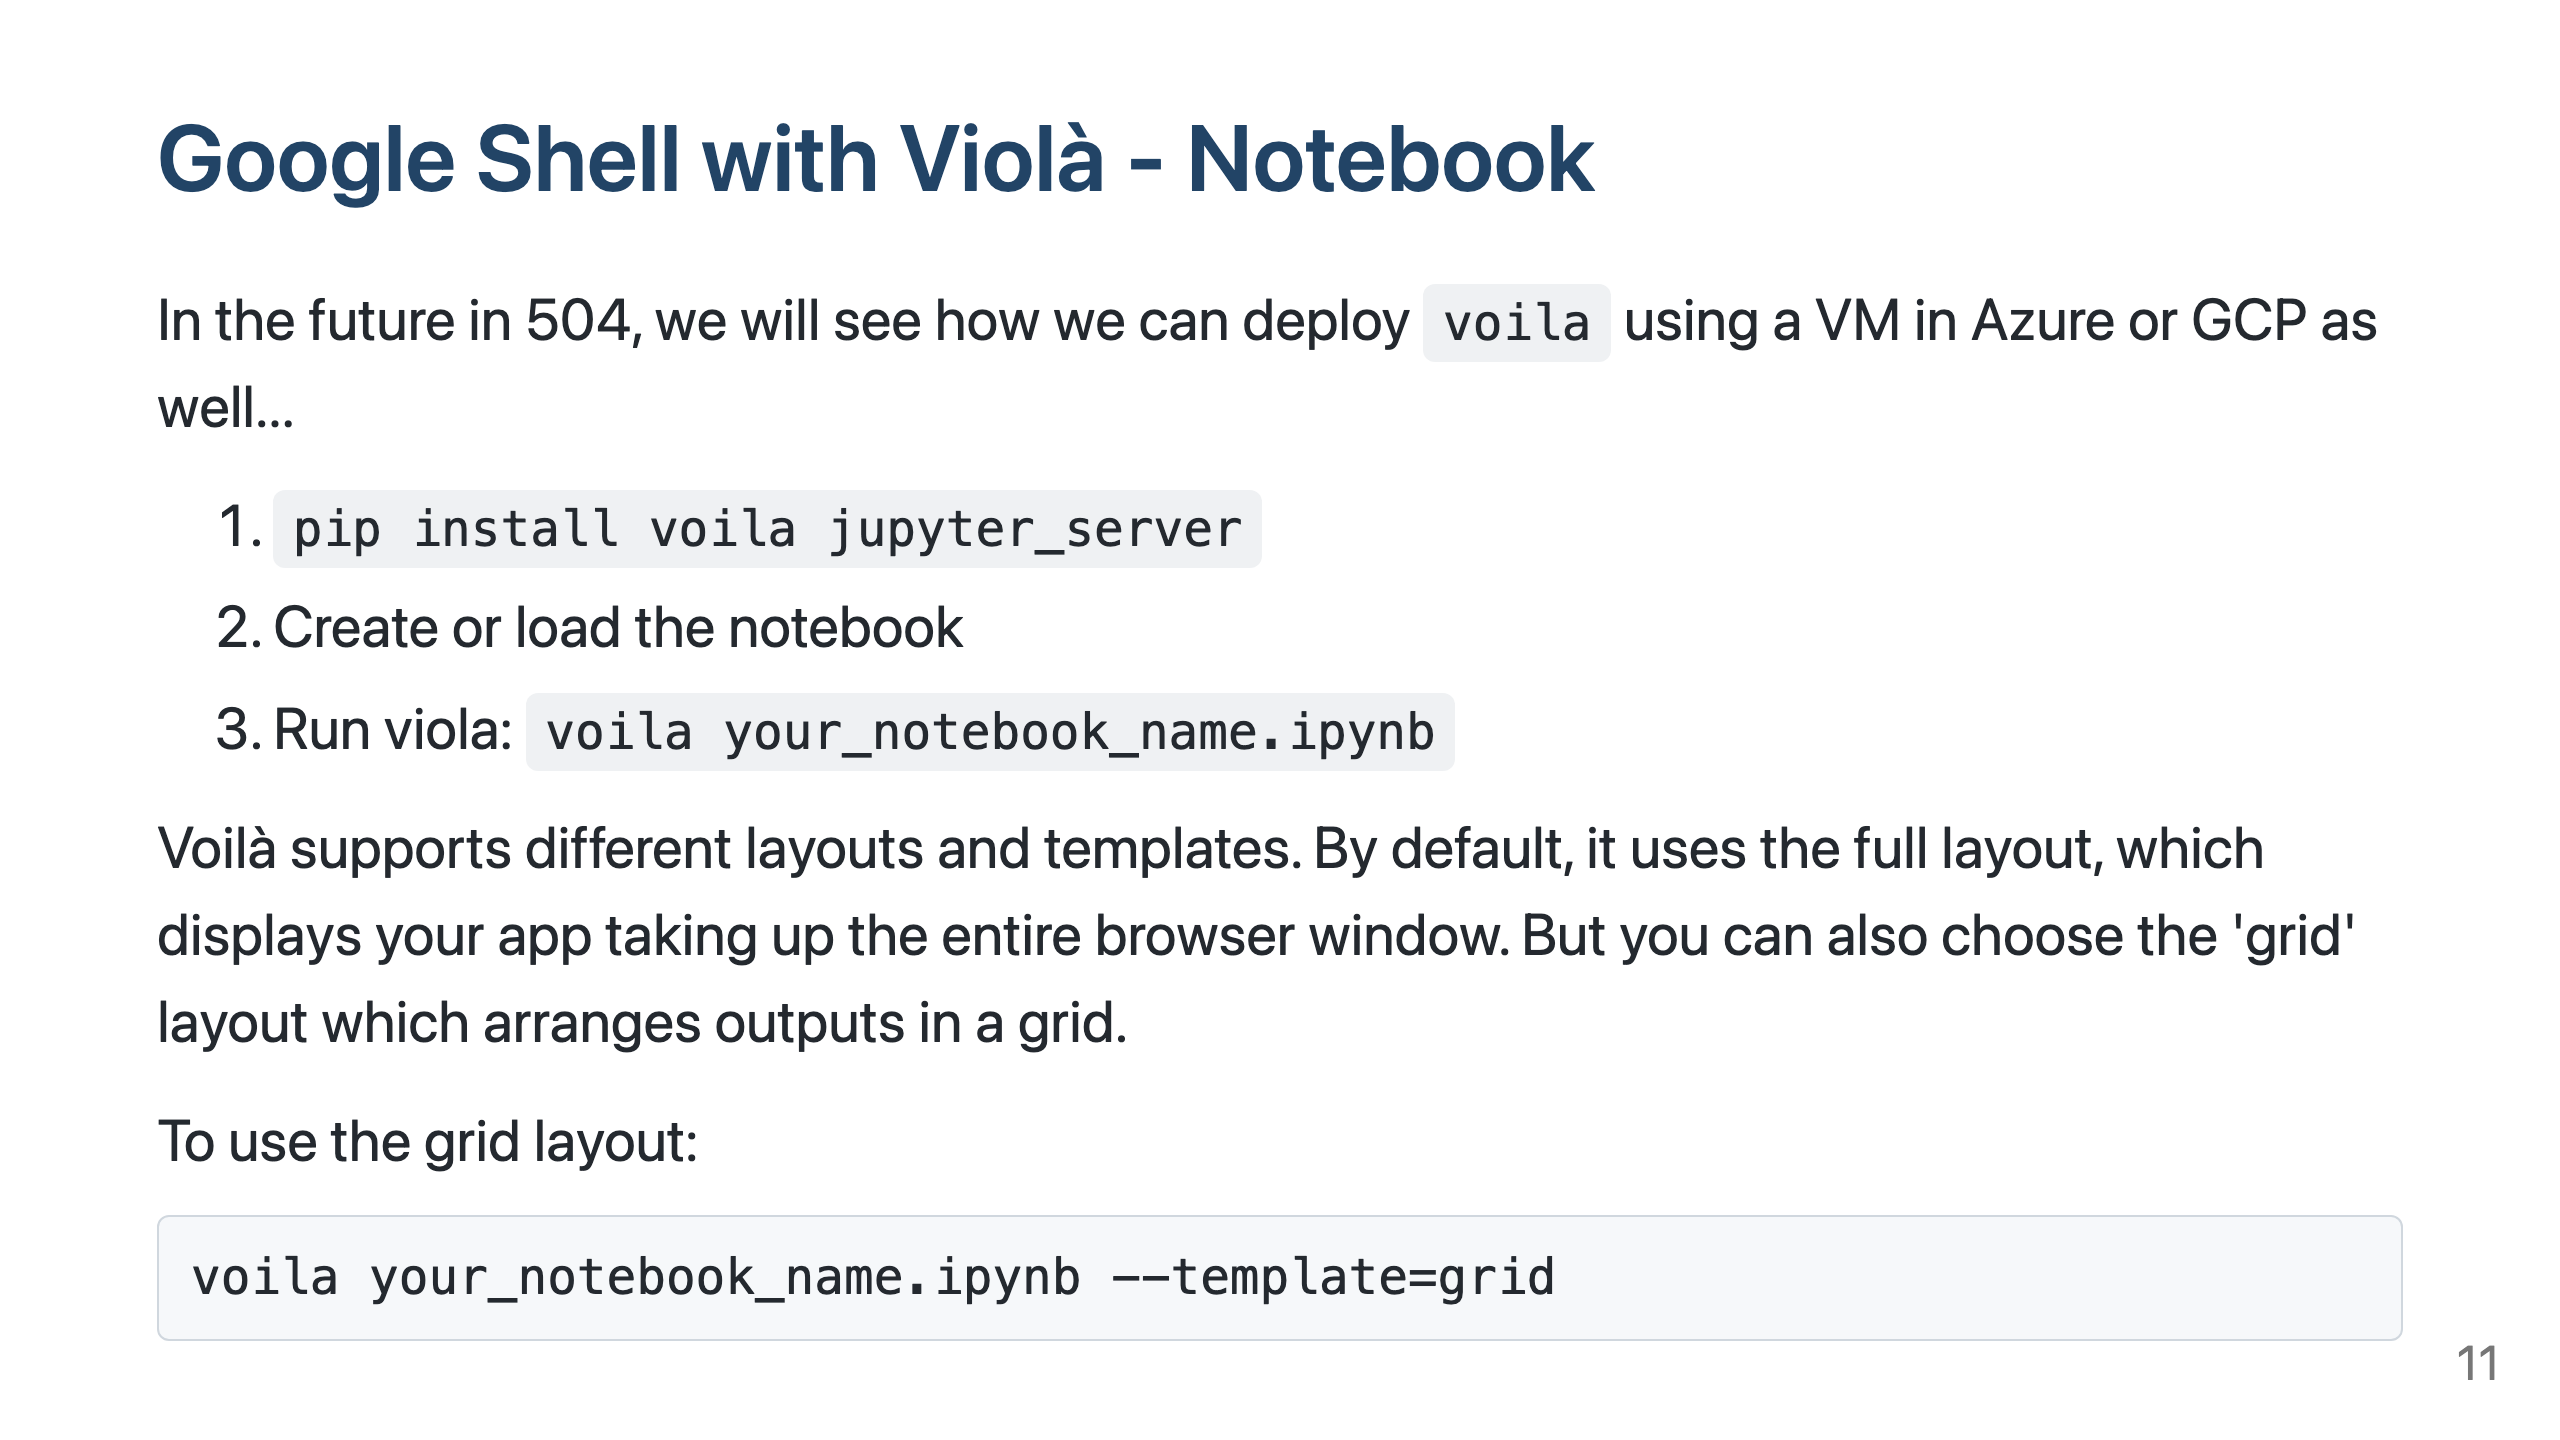 Google Shell with Violà - Notebook
In the future in 504, we will see how we can deploy voila using a VM in Azure or GCP as
well...
1. pip install voila jupyter_server
2. Create or load the notebook
3. Run viola: voila your_notebook_name.ipynb
Voilà supports different layouts and templates. By default, it uses the full layout, which
displays your app taking up the entire browser window. But you can also choose the 'grid'
layout which arranges outputs in a grid.
To use the grid layout:
voila your_notebook_name.ipynb --template=grid
11